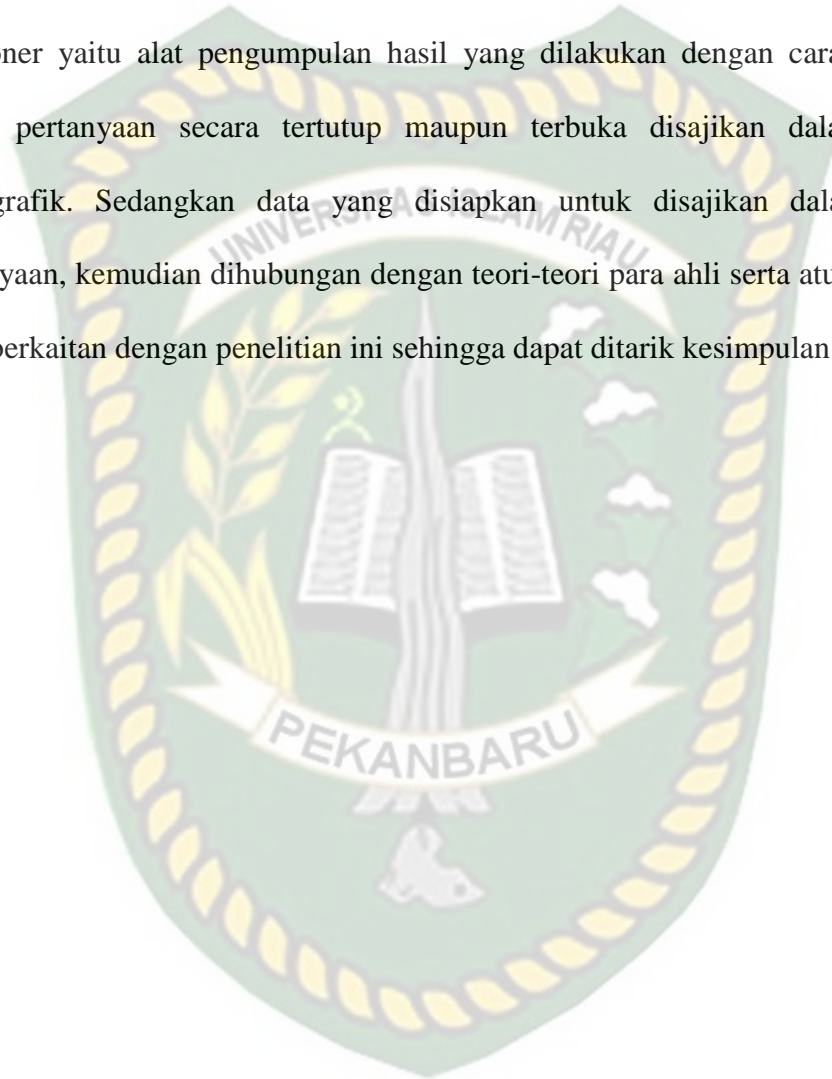 oner yaitu alat pengumpulan hasil yang dilakukan dengan cara
pertanyaan secara tertutup maupun terbuka disajikan dala
grafik. Sedangkan data yang disiapkan untuk disajikan dala
yaan, kemudian dihubungan dengan teori-teori para ahli serta atu
berkaitan dengan penelitian ini sehingga dapat ditarik kesimpulan
UNIVERSITAS ISLAM RIAU
PEKANBARU